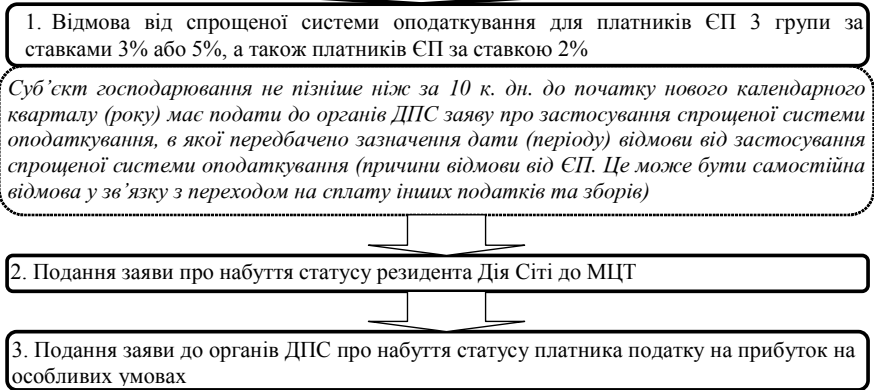 1. Відмова від спрощеної системи оподаткування для платників ЄП 3 групи за
ставками 3% або 5%, а також платників ЄП за ставкою 2%
Суб’єкт господарювання не пізніше ніж за 10 к. дн. до початку нового календарного
кварталу (року) має подати до органів ДПС заяву про застосування спрощеної системи
оподаткування, в якої передбачено зазначення дати (періоду) відмови від застосування
спрощеної системи оподаткування (причини відмови від ЄП. Це може бути самостійна
відмова у зв’язку з переходом на сплату інших податків та зборів)
2. Подання заяви про набуття статусу резидента Дія Сіті до МЦТ
3. Подання заяви до органів ДПС про набуття статусу платника податку на прибуток на
особливих умовах